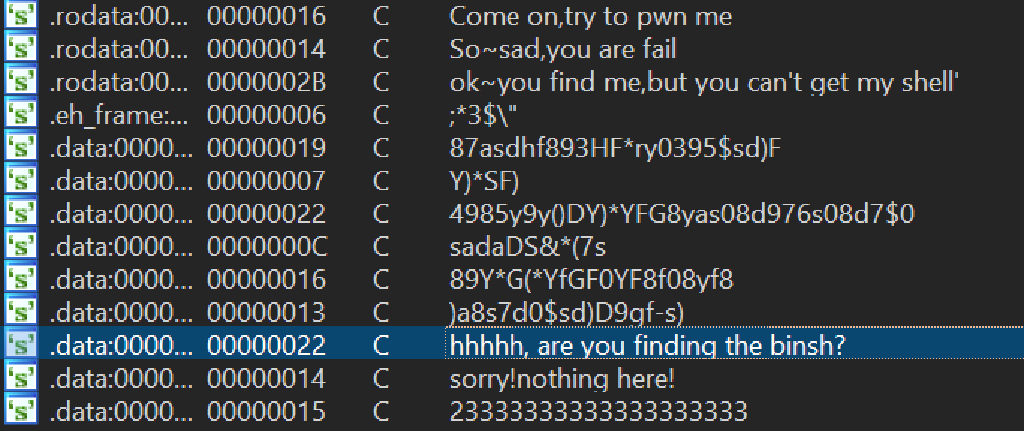 's' .rodata:00... 00000016 C Come on,try to pwn me
's' .rodata:00... 00000014 C So~sad,you are fail
's' .rodata:00... 0000002B C ok~you find me,but you can't get my shell'
's' .eh_frame:... 00000006 C ;*3$\"
's' .data:0000... 00000019 C 87asdhf893HF*ry0395$sd)F
's' .data:0000... 00000007 C Y)*SF)
's' .data:0000... 00000022 C 4985y9y()DY)*YFG8yas08d976s08d7$0
's' .data:0000... 0000000C C sadaDS&*(7s
's' .data:0000... 00000016 C 89Y*G(*YfGF0YF8f08yf8
's' .data:0000... 00000013 C )a8s7d0$sd)D9gf-s)
's' .data:0000... 00000022 C hhhhh, are you finding the binsh?
's' .data:0000... 00000014 C sorry!nothing here!
's' .data:0000... 00000015 C 23333333333333333333